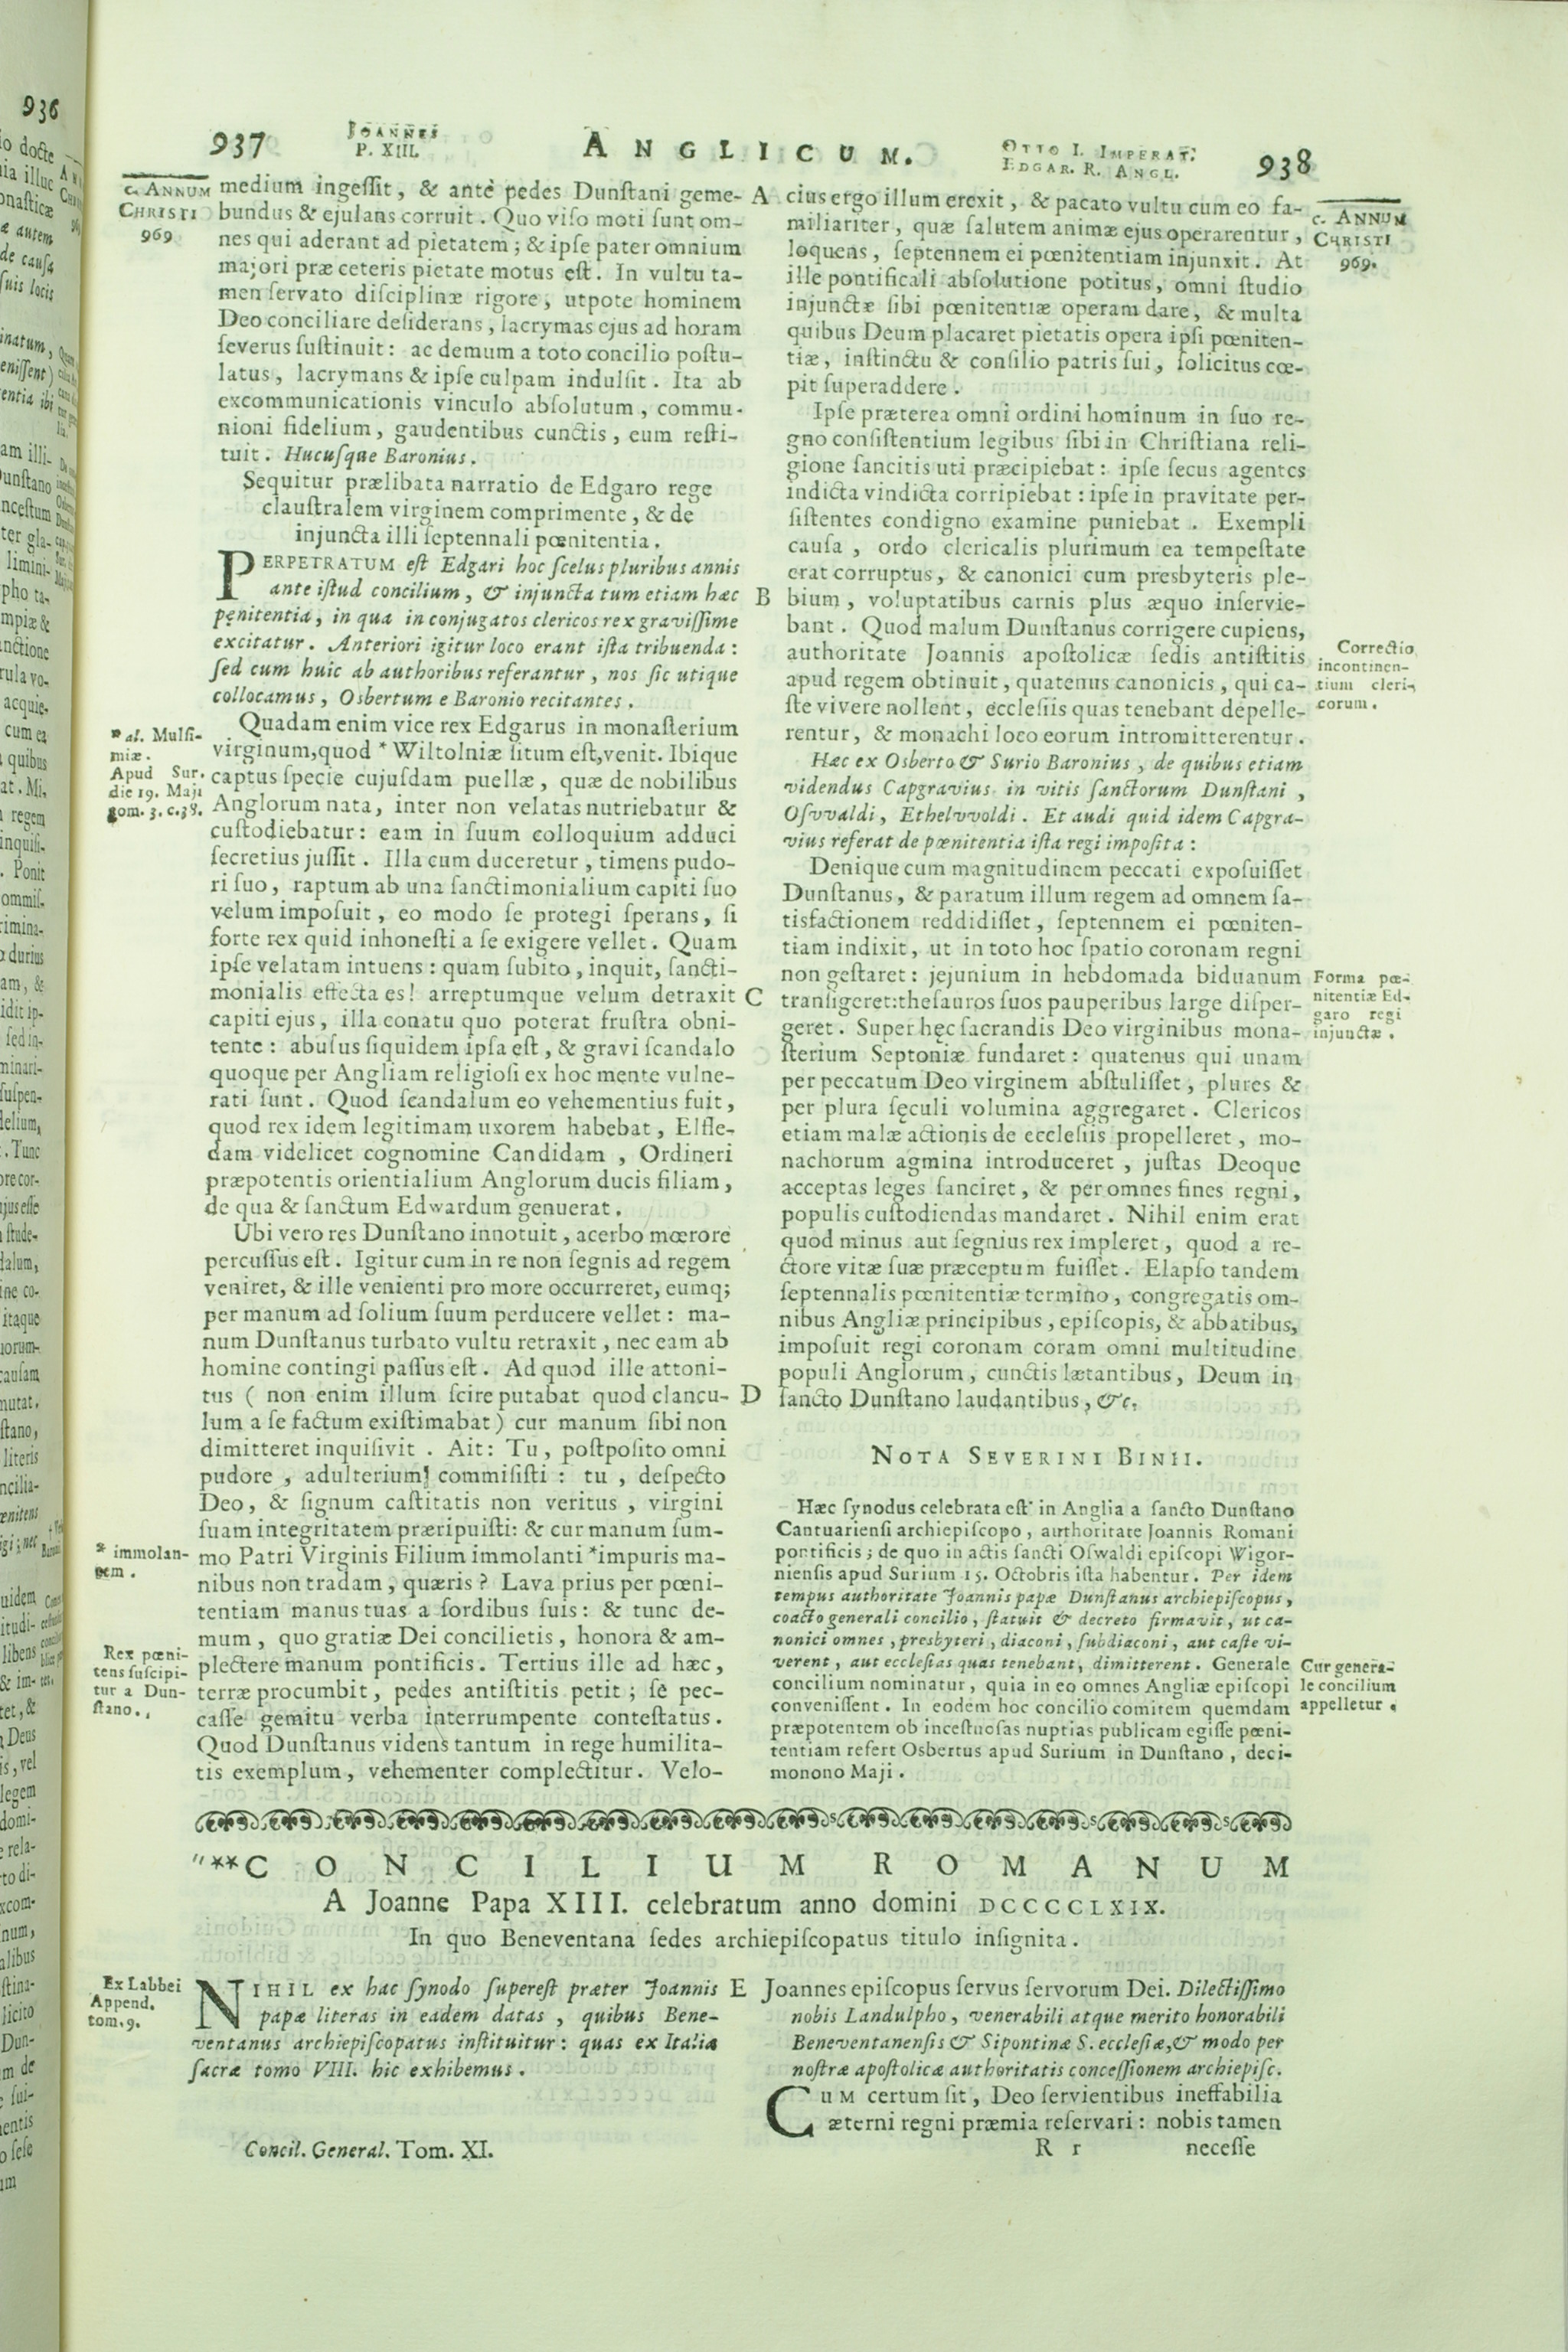 937
JOANNES
P. XIII.
ANGLICUM.
OTTO I. IMPERAT.
EDGAR. R. ANGL.
938
c. ANNUM
CHRISTI
969
medium ingeſſit, & ante pedes Dunſtani geme-
bundus & ejulans corruit. Quo viſo moti ſunt om-
nes qui aderant ad pietatem; & ipſe pater omnium
majori præ ceteris pietate motus eſt. In vultu ta-
men ſervato diſciplinæ rigore, utpote hominem
Deo conciliare deſiderans, lacrymas ejus ad horam
ſeverus ſuſtinuit: ac demum a toto concilio poſtu-
latus, lacrymans & ipſe culpam indulſit. Ita ab
excommunicationis vinculo abſolutum, commu-
nioni fidelium, gaudentibus cunctis, eum reſti-
tuit. Hucuſque Baronius.
Sequitur prælibata narratio de Edgaro rege
clauſtralem virginem comprimente, & de
injuncta illi ſeptennali pœnitentia.
PERPETRATUM eſt Edgari hoc ſcelus pluribus annis
ante iſtud concilium, & injuncta tum etiam hæc
pęnitentia, in qua in conjugatos clericos rex graviſſime
excitatur. Anteriori igitur loco erant iſta tribuenda:
ſed cum huic ab authoribus referantur, nos ſic utique
collocamus, Osbertum e Baronio recitantes.
* al. Mulſi-
miæ.
Apud Sur.
die 19. Maji
tom. 3. c.38.
Quadam enim vice rex Edgarus in monaſterium
virginum,quod * Wiltolniæ ſitum eſt,venit. Ibique
captus ſpecie cujuſdam puellæ, quæ de nobilibus
Anglorum nata, inter non velatas nutriebatur &
cuſtodiebatur: eam in ſuum colloquium adduci
ſecretius juſſit. Illa cum duceretur, timens pudo-
ri ſuo, raptum ab una ſanctimonialium capiti ſuo
velum impoſuit, eo modo ſe protegi ſperans, ſi
forte rex quid inhoneſti a ſe exigere vellet. Quam
ipſe velatam intuens: quam ſubito, inquit, ſancti-
monialis effecta es! arreptumque velum detraxit
capiti ejus, illa conatu quo poterat fruſtra obni-
tente: abuſus ſiquidem ipſa eſt, & gravi ſcandalo
quoque per Angliam religioſi ex hoc mente vulne-
rati ſunt. Quod ſcandalum eo vehementius fuit,
quod rex idem legitimam uxorem habebat, Elfle-
dam videlicet cognomine Candidam, Ordineri
præpotentis orientialium Anglorum ducis filiam,
de qua & ſanctum Edwardum genuerat.
Ubi vero res Dunſtano innotuit, acerbo mœrore
percuſſus eſt. Igitur cum in re non ſegnis ad regem
veniret, & ille venienti pro more occurreret, eumq;
per manum ad ſolium ſuum perducere vellet: ma-
num Dunſtanus turbato vultu retraxit, nec eam ab
homine contingi paſſus eſt. Ad quod ille attoni-
tus ( non enim illum ſcire putabat quod clancu-
lum a ſe factum exiſtimabat) cur manum ſibi non
dimitteret inquiſivit. Ait: Tu, poſtpoſito omni
pudore, adulterium commiſiſti: tu, deſpecto
Deo, & ſignum caſtitatis non veritus, virgini
ſuam integritatem præripuiſti: & cur manum ſum-
mo Patri Virginis Filium immolanti *impuris ma-
nibus non tradam, quæris? Lava prius per pœni-
tentiam manus tuas a ſordibus ſuis: & tunc de-
mum, quo gratiæ Dei concilietis, honora & am-
plectere manum pontificis. Tertius ille ad hæc,
terræ procumbit, pedes antiſtitis petit; ſe pec-
caſſe gemitu verba interrumpente conteſtatus.
Quod Dunſtanus videns tantum in rege humilita-
tis exemplum, vehementer complectitur. Velo-
* immolan-
tem.
Rex pœni-
tens ſuſcipi-
tur a Dun-
ſtano.
A
B
C
D
cius ergo illum erexit, & pacato vultu cum eo fa-
miliariter, quæ ſalutem animæ ejus operarentur,
loquens, ſeptennem ei pœnitentiam injunxit. At
ille pontificali abſolutione potitus, omni ſtudio
injunctæ ſibi pœnitentiæ operam dare, & multa
quibus Deum placaret pietatis opera ipſi pœniten-
tiæ, inſtinctu & conſilio patris ſui, ſolicitus cœ-
pit ſuperaddere.
Ipſe præterea omni ordini hominum in ſuo re-
gno conſiſtentium legibus ſibi in Chriſtiana reli-
gione ſancitis uti præcipiebat: ipſe ſecus agentes
indicta vindicta corripiebat: ipſe in pravitate per-
ſiſtentes condigno examine puniebat. Exempli
cauſa, ordo clericalis plurimum ea tempeſtate
erat corruptus, & canonici cum presbyteris ple-
bium, voluptatibus carnis plus æquo inſervie-
bant. Quod malum Dunſtanus corrigere cupiens,
authoritate Joannis apoſtolicæ ſedis antiſtitis
apud regem obtinuit, quatenus canonicis, qui ca-
ſte vivere nollent, eccleſiis quas tenebant depelle-
rentur, & monachi loco eorum intromitterentur.
Hæc ex Osberto & Surio Baronius, de quibus etiam
videndus Capgravius in vitis ſanctorum Dunſtani,
Oſvvaldi, Ethelvvoldi. Et audi quid idem Capgra-
vius referat de pœnitentia iſta regi impoſita:
Denique cum magnitudinem peccati expoſuiſſet
Dunſtanus, & paratum illum regem ad omnem ſa-
tisfactionem reddidiſſet, ſeptennem ei pœniten-
tiam indixit, ut in toto hoc ſpatio coronam regni
non geſtaret: jejunium in hebdomada biduanum
tranſigeret:theſauros ſuos pauperibus large diſper-
geret. Super hęc ſacrandis Deo virginibus mona-
ſterium Septoniæ fundaret: quatenus qui unam
per peccatum Deo virginem abſtuliſſet, plures &
per plura ſęculi volumina aggregaret. Clericos
etiam malæ actionis de eccleſiis propelleret, mo-
nachorum agmina introduceret, juſtas Deoque
acceptas leges ſanciret, & per omnes fines regni,
populis cuſtodiendas mandaret. Nihil enim erat
quod minus aut ſegnius rex impleret, quod a re-
ctore vitæ ſuæ præceptum fuiſſet. Elapſo tandem
ſeptennalis pœnitentiæ termino, congregatis om-
nibus Angliæ principibus, epiſcopis, & abbatibus,
impoſuit regi coronam coram omni multitudine
populi Anglorum, cunctis lætantibus, Deum in
ſancto Dunſtano laudantibus, &c.
c. ANNUM
CHRISTI
969.
Correctio
incontinen-
tium cleri-
corum.
Forma pœ-
nitentiæ Ed-
garo regi
injunctæ.
NOTA SEVERINI BINII.
Hæc ſynodus celebrata eſt in Anglia a ſancto Dunſtano
Cantuarienſi archiepiſcopo, authoritate Joannis Romani
pontificis; de quo in actis ſancti Oſwaldi epiſcopi Wigor-
nienſis apud Surium 15. Octobris iſta habentur. Per idem
tempus authoritate Joannis papæ Dunſtanus archiepiſcopus,
coacto generali concilio, ſtatuit & decreto firmavit, ut ca-
nonici omnes, presbyteri, diaconi, ſubdiaconi, aut caſte vi-
verent, aut eccleſias quas tenebant, dimitterent. Generale
concilium nominatur, quia in eo omnes Angliæ epiſcopi
conveniſſent. In eodem hoc concilio comitem quemdam
præpotentem ob inceſtuoſas nuptias publicam egiſſe pœni-
tentiam refert Osbertus apud Surium in Dunſtano, deci-
monono Maji.
Cur genera-
le concilium
appelletur.
"**CONCILIUM ROMANUM
A Joanne Papa XIII. celebratum anno domini DCCCCLXIX.
In quo Beneventana ſedes archiepiſcopatus titulo inſignita.
Ex Labbei
Append.
tom. 9.
NIHIL ex hac ſynodo ſupereſt præter Joannis
papæ literas in eadem datas, quibus Bene-
ventanus archiepiſcopatus inſtituitur: quas ex Italia
ſacra tomo VIII. hic exhibemus.
E
Joannes epiſcopus ſervus ſervorum Dei. Dilectiſſimo
nobis Landulpho, venerabili atque merito honorabili
Beneventanenſis & Sipontinæ S. eccleſiæ,& modo per
noſtræ apoſtolicæ authoritatis conceſſionem archiepiſc.
CUM certum ſit, Deo ſervientibus ineffabilia
æterni regni præmia reſervari: nobis tamen
Concil. General. Tom. XI.
R r
neceſſe